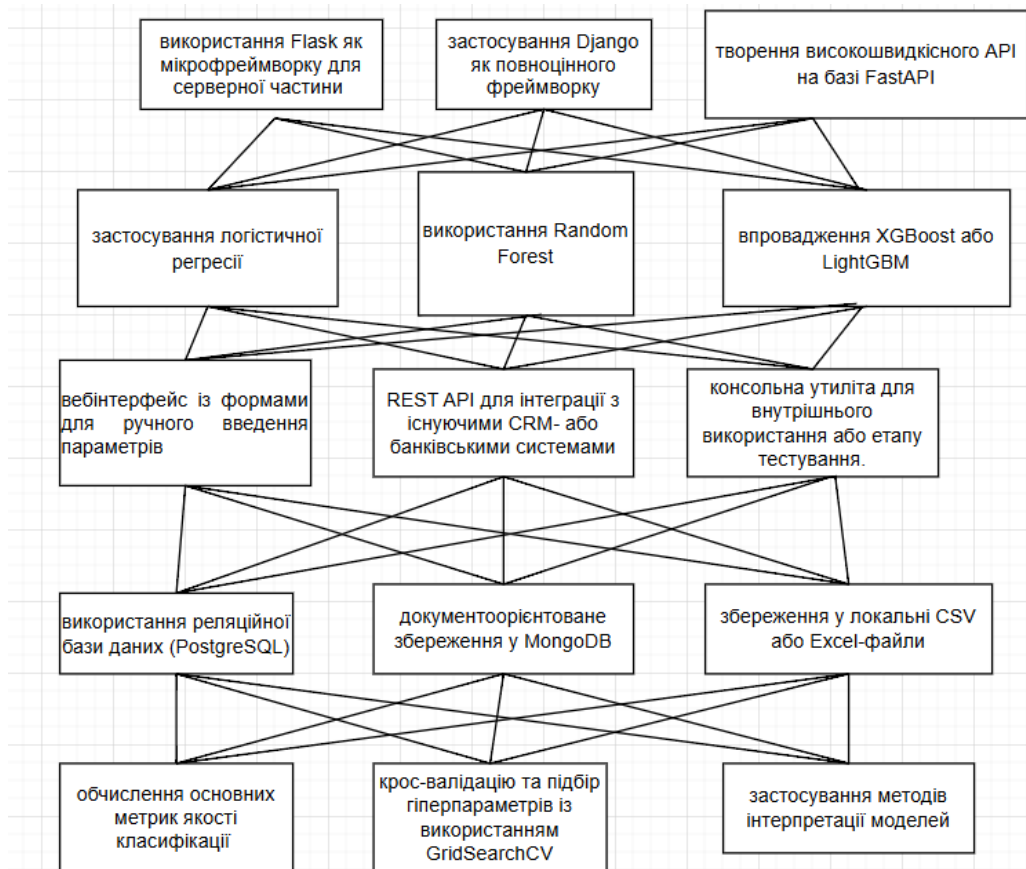 використання Flask як
мікрофреймворку для
серверної частини
застосування Django
як повноцінного
фреймворку
творення високошвидкісного API
на базі FastAPI
застосування логістичної
регресії
використання Random
Forest
впровадження XGBoost або
LightGBM
вебінтерфейс із формами
для ручного введення
параметрів
REST API для інтеграції з
існуючими CRM- або
банківськими системами
консольна утиліта для
внутрішнього
використання або етапу
тестування.
використання реляційної
бази даних (PostgreSQL)
документоорієнтоване
збереження у MongoDB
збереження у локальні CSV
або Excel-файли
обчислення основних
метрик якості
класифікації
крос-валідацію та підбір
гіперпараметрів із
використанням
GridSearchCV
застосування методів
інтерпретації моделей